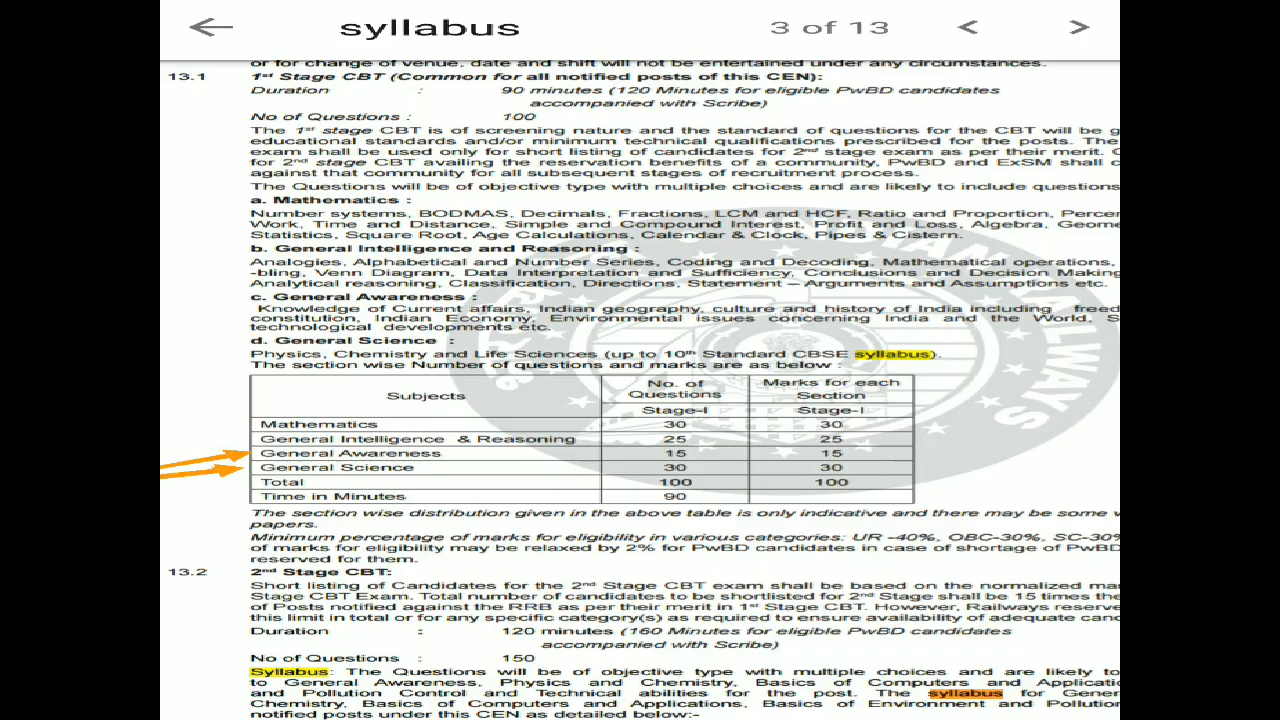 syllabus 3 of 13
or for change of venue, date and shift will not be entertained under any circumstances.
13.1 1st Stage CBT (Common for all notified posts of this CEN):
Duration : 90 minutes (120 Minutes for eligible PwBD candidates
accompanied with Scribe)
No of Questions : 100
The 1st stage CBT is of screening nature and the standard of questions for the CBT will be g
educational standards and/or minimum technical qualifications prescribed for the posts. The
exam shall be used only for short listing of candidates for 2nd stage exam as per their merit. C
for 2nd stage CBT availing the reservation benefits of a community, PwBD and ExSM shall c
against that community for all subsequent stages of recruitment process.
The Questions will be of objective type with multiple choices and are likely to include questions
a. Mathematics :
Number systems, BODMAS, Decimals, Fractions, LCM and HCF, Ratio and Proportion, Percen
Work, Time and Distance, Simple and Compound Interest, Profit and Loss, Algebra, Geome
Statistics, Square Root, Age Calculations, Calendar & Clock, Pipes & Cistern.
b. General Intelligence and Reasoning :
Analogies, Alphabetical and Number Series, Coding and Decoding, Mathematical operations,
-bling, Venn Diagram, Data Interpretation and Sufficiency, Conclusions and Decision Making
Analytical reasoning, Classification, Directions, Statement – Arguments and Assumptions etc.
c. General Awareness :
Knowledge of Current affairs, Indian geography, culture and history of India including freed
constitution, Indian Economy, Environmental issues concerning India and the World, S
technological developments etc.
d. General Science :
Physics, Chemistry and Life Sciences (up to 10th Standard CBSE syllabus).
The section wise Number of questions and marks are as below :
Subjects No. of Questions Marks for each Section
Stage-I Stage-I
Mathematics 30 30
General Intelligence & Reasoning 25 25
General Awareness 15 15
General Science 30 30
Total 100 100
Time in Minutes 90
The section wise distribution given in the above table is only indicative and there may be some v
papers.
Minimum percentage of marks for eligibility in various categories: UR -40%, OBC-30%, SC-30%
of marks for eligibility may be relaxed by 2% for PwBD candidates in case of shortage of PwBD
reserved for them.
13.2 2nd Stage CBT:
Short listing of Candidates for the 2nd Stage CBT exam shall be based on the normalized mar
Stage CBT Exam. Total number of candidates to be shortlisted for 2nd Stage shall be 15 times the
of Posts notified against the RRB as per their merit in 1st Stage CBT. However, Railways reserve
this limit in total or for any specific category(s) as required to ensure availability of adequate cand
Duration : 120 minutes (160 Minutes for eligible PwBD candidates
accompanied with Scribe)
No of Questions : 150
Syllabus: The Questions will be of objective type with multiple choices and are likely to
to General Awareness, Physics and Chemistry, Basics of Computers and Applicatio
and Pollution Control and Technical abilities for the post. The syllabus for Gener
Chemistry, Basics of Computers and Applications, Basics of Environment and Pollution
notified posts under this CEN as detailed below:-